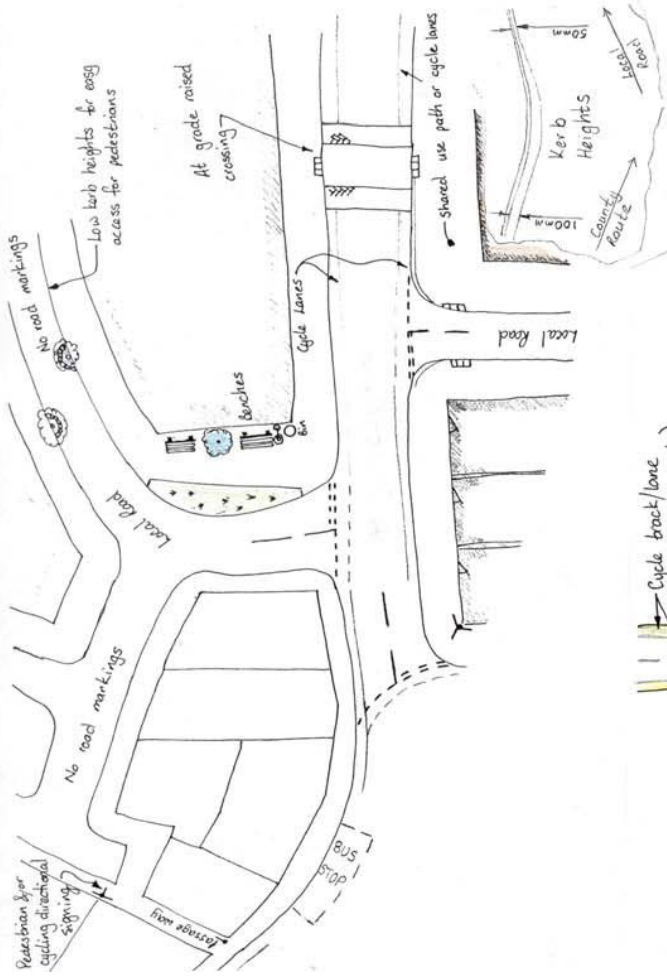 Low kerb heights for easy
access for pedestrians
No road markings
At grade raised
crossing
Cycle Lanes
Benches
Bin
Local Road
No road markings
Pedestrian &/or
cycling directional
signing
Passage way
BUS
STOP
Shared use path or cycle lanes
Local Road
Kerb
Heights
50mm
100mm
Local
Road
County
Route
Cycle track/lane